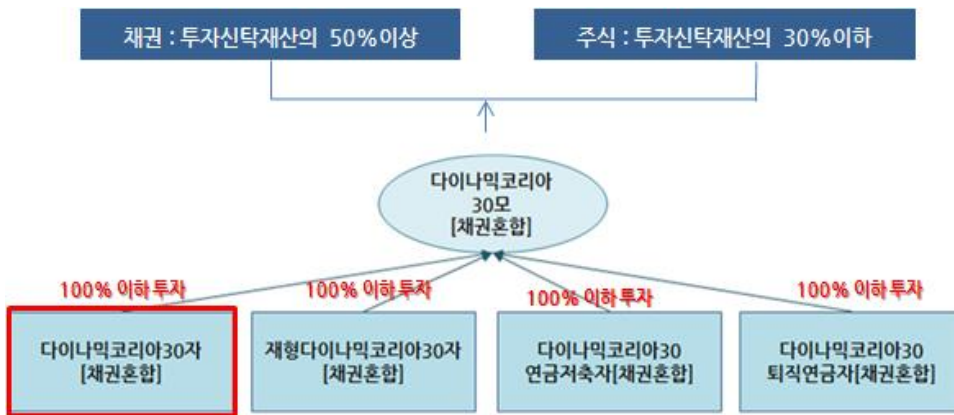 채권 : 투자신탁재산의 50%이상
주식 : 투자신탁재산의 30%이하
다이나믹코리아
30모
[채권혼합]
100% 이하 투자
100% 이하 투자
100% 이하 투자
100% 이하 투자
다이나믹코리아30자
[채권혼합]
재형다이나믹코리아30자
[채권혼합]
다이나믹코리아30
연금저축자[채권혼합]
다이나믹코리아30
퇴직연금자[채권혼합]